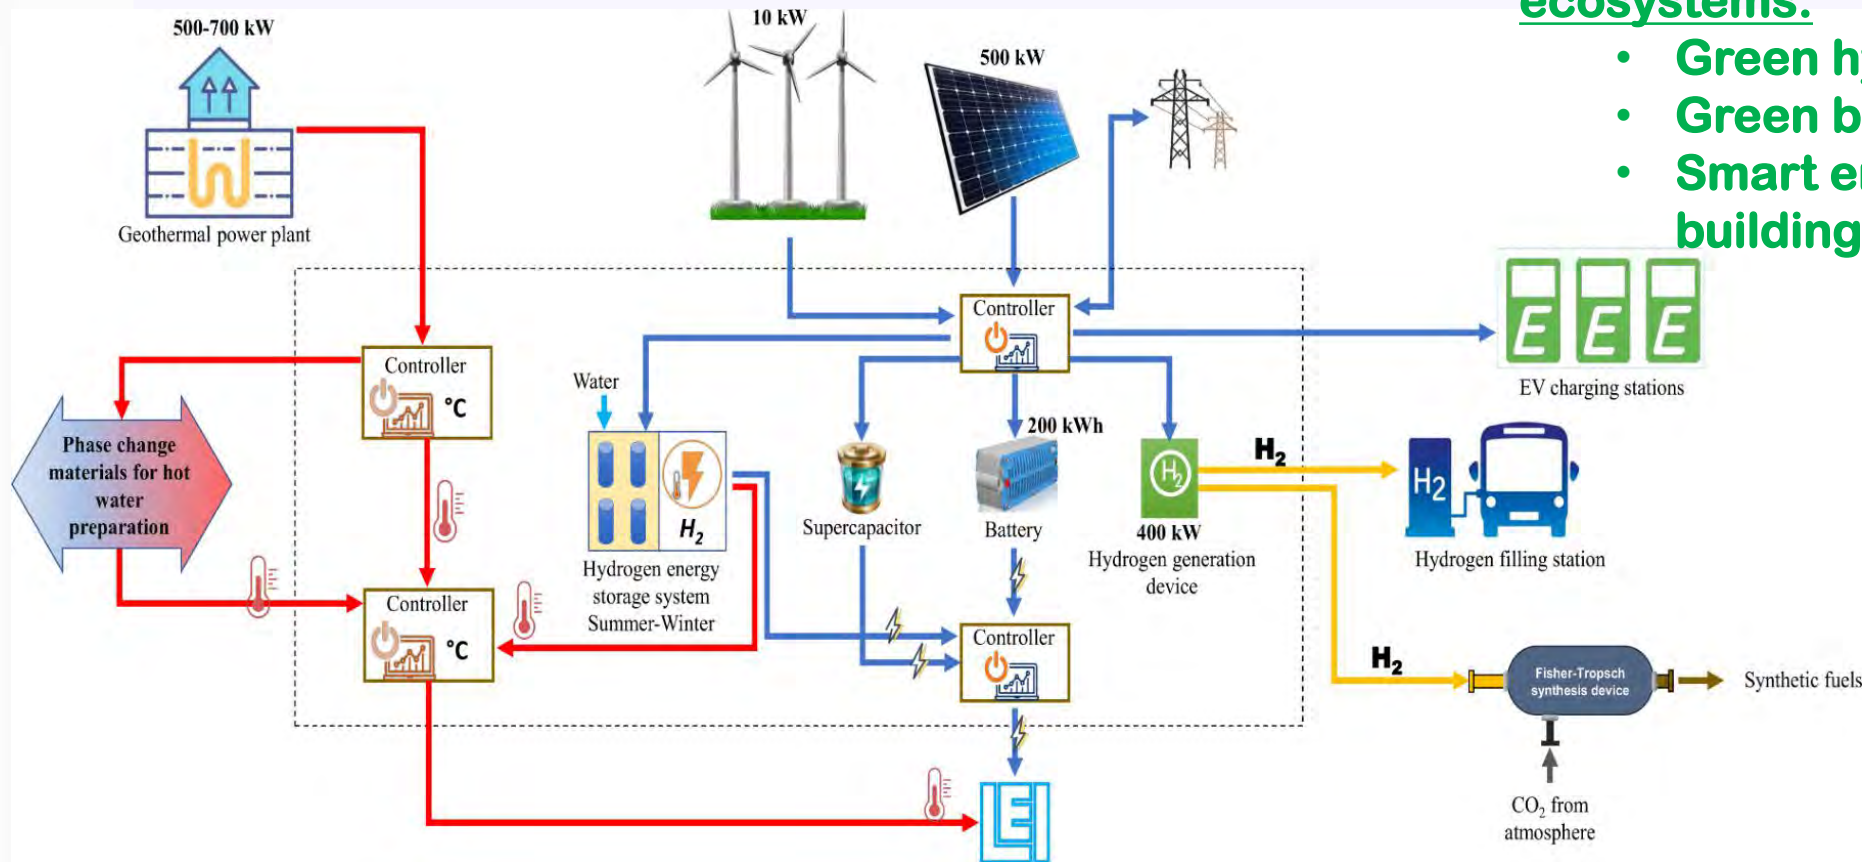 ecosystems:
• Green h
• Green b
• Smart e
building
500-700 kW
10 kW
500 kW
Geothermal power plant
Controller
Controller
°C
Water
EV charging stations
E E E
Phase change
materials for hot
water
preparation
200 kWh
H₂
H₂
H2
H₂
Supercapacitor
Battery
400 kW
Hydrogen generation
device
Hydrogen filling station
Hydrogen energy
storage system
Summer-Winter
Controller
°C
Controller
H₂
Fisher-Tropsch
synthesis device
Synthetic fuels
CO₂ from
atmosphere
LEI